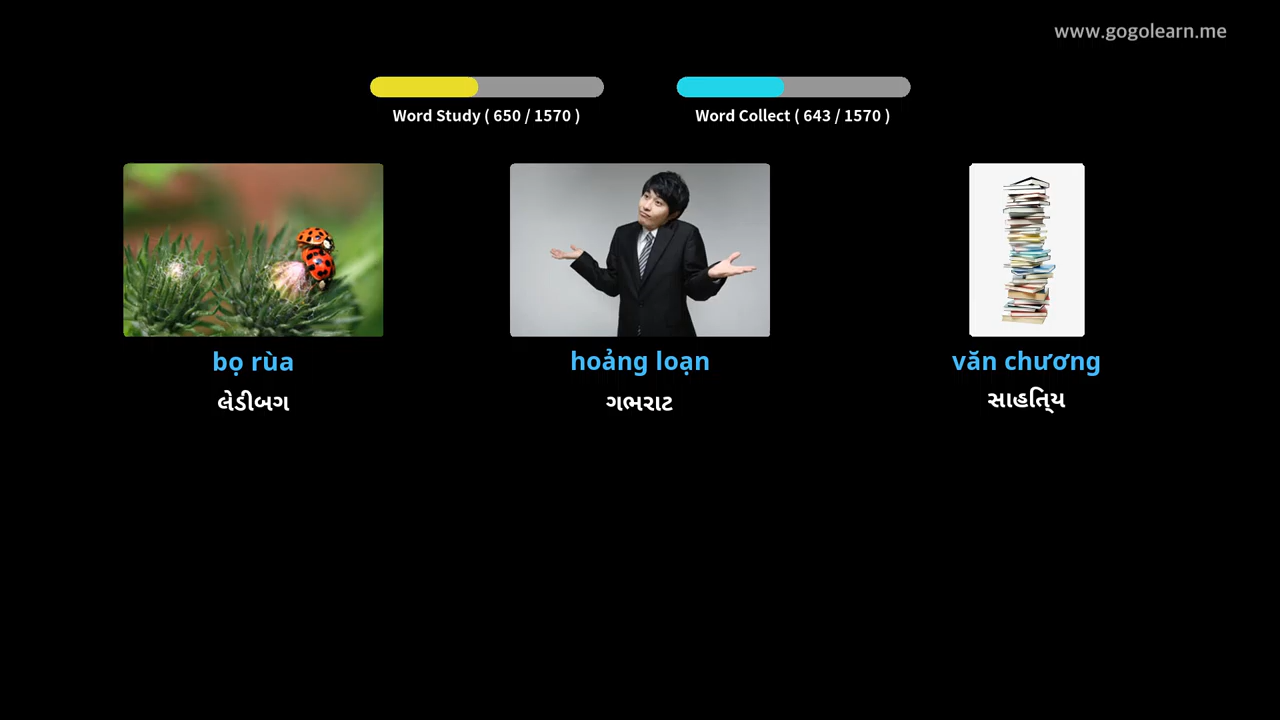 www.gogolearn.me
Word Study ( 650 / 1570 )
Word Collect ( 643 / 1570 )
bọ rùa
hoảng loạn
văn chương
લેડીબગ
ગભરાટ
સાહિત્ય